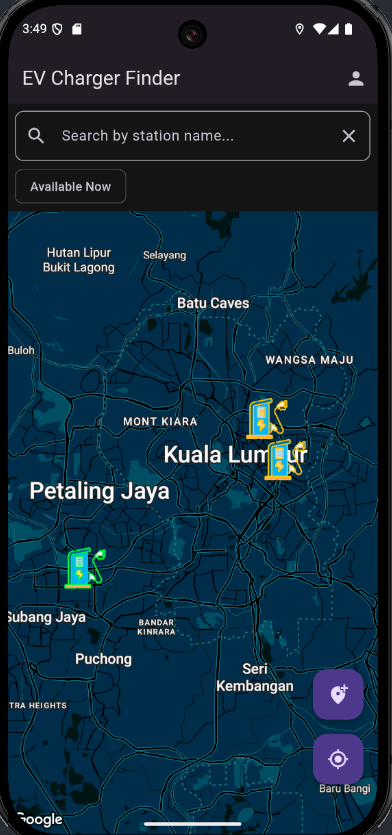 3:49
EV Charger Finder
Search by station name...
Available Now
Hutan Lipur
Bukit Lagong
Selayang
Batu Caves
Buloh
WANGSA MAJU
MONT KIARA
Kuala Lumpur
Petaling Jaya
Subang Jaya
BANDAR
KINRARA
Puchong
Seri
Kembangan
TRA HEIGHTS
Baru Bangi
Google